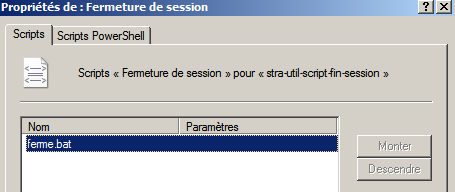 Propriétés de : Fermeture de session
Scripts Scripts PowerShell
Scripts « Fermeture de session » pour « stra-util-script-fin-session »
Nom Paramètres
ferme.bat
Monter
Descendre